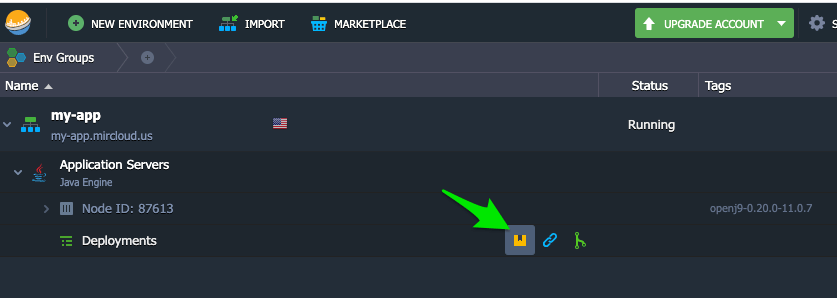 NEW ENVIRONMENT IMPORT MARKETPLACE UPGRADE ACCOUNT S
Env Groups
Name Status Tags
my-app
my-app.mircloud.us
Running
Application Servers
Java Engine
Node ID: 87613 openj9-0.20.0-11.0.7
Deployments